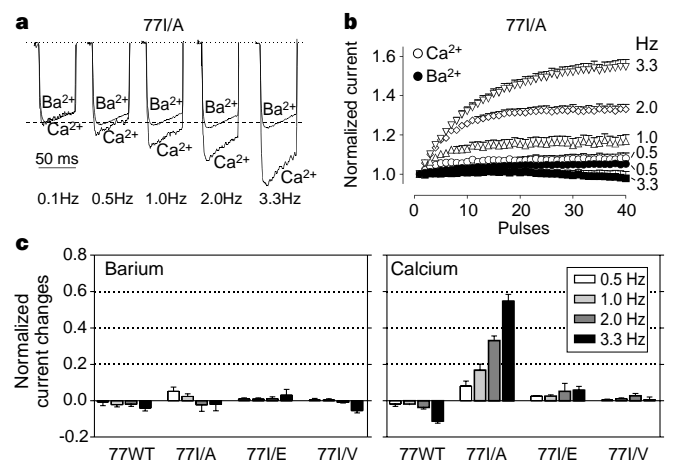 a
77I/A
Ba2+ Ba2+ Ba2+ Ba2+ Ba2+
Ca2+ Ca2+ Ca2+ Ca2+ Ca2+
50 ms
0.1Hz 0.5Hz 1.0Hz 2.0Hz 3.3Hz
b
77I/A
Hz
Ca2+
Ba2+
Normalized current
1.6
1.4
1.2
1.0
3.3
2.0
1.0
0.5
0.5
3.3
0 10 20 30 40
Pulses
c
Normalized
current changes
0.8
0.6
0.4
0.2
0.0
-0.2
Barium
77WT 77I/A 77I/E 77I/V
Calcium
0.5 Hz
1.0 Hz
2.0 Hz
3.3 Hz
77WT 77I/A 77I/E 77I/V